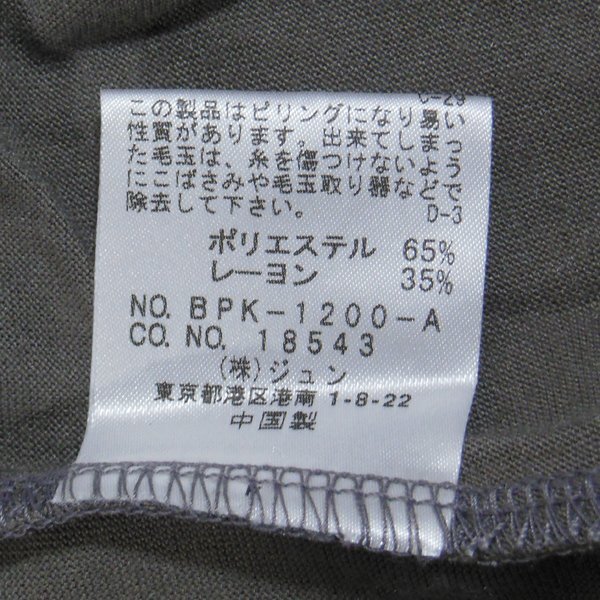 この製品はピリングになり易い
性質があります。出来てしまっ
た毛玉は、糸を傷つけないよう
にこばさみや毛玉取り器などで
除去して下さい。 D-3
ポリエステル 65%
レーヨン 35%
NO. BPK-1200-A
CO. NO. 18543
(株)ジュン
東京都港区港南 1-8-22
中国製